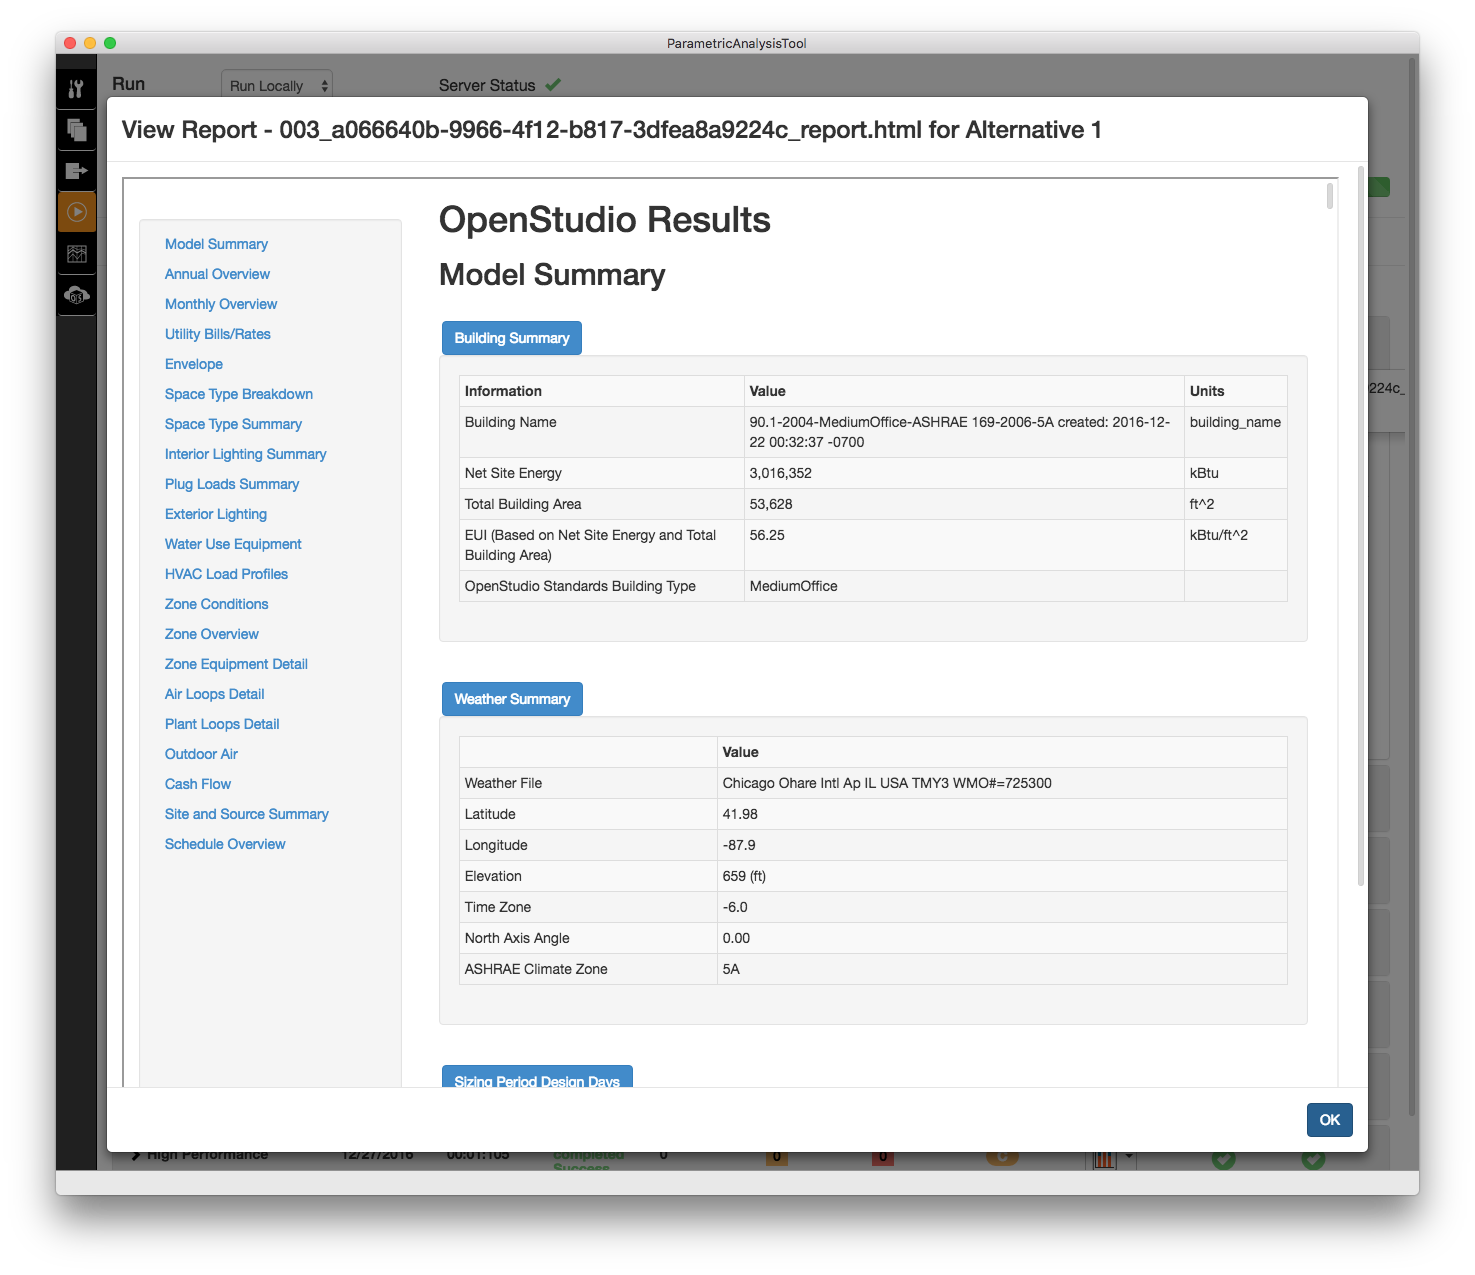 ParametricAnalysisTool
Run
Run Locally
Server Status
View Report - 003_a066640b-9966-4f12-b817-3dfea8a9224c_report.html for Alternative 1
Model Summary
Annual Overview
Monthly Overview
Utility Bills/Rates
Envelope
Space Type Breakdown
Space Type Summary
Interior Lighting Summary
Plug Loads Summary
Exterior Lighting
Water Use Equipment
HVAC Load Profiles
Zone Conditions
Zone Overview
Zone Equipment Detail
Air Loops Detail
Plant Loops Detail
Outdoor Air
Cash Flow
Site and Source Summary
Schedule Overview
OpenStudio Results
Model Summary
Building Summary
Information Value Units
Building Name 90.1-2004-MediumOffice-ASHRAE 169-2006-5A created: 2016-12- building_name
22 00:32:37 -0700
Net Site Energy 3,016,352 kBtu
Total Building Area 53,628 ft^2
EUI (Based on Net Site Energy and Total 56.25 kBtu/ft^2
Building Area)
OpenStudio Standards Building Type MediumOffice
Weather Summary
Value
Weather File Chicago Ohare Intl Ap IL USA TMY3 WMO#=725300
Latitude 41.98
Longitude -87.9
Elevation 659 (ft)
Time Zone -6.0
North Axis Angle 0.00
ASHRAE Climate Zone 5A
Sizing Period Design Days
224c_
OK
High Performance 12/27/2016 00:01:105 completed 0 0 0 C
Success